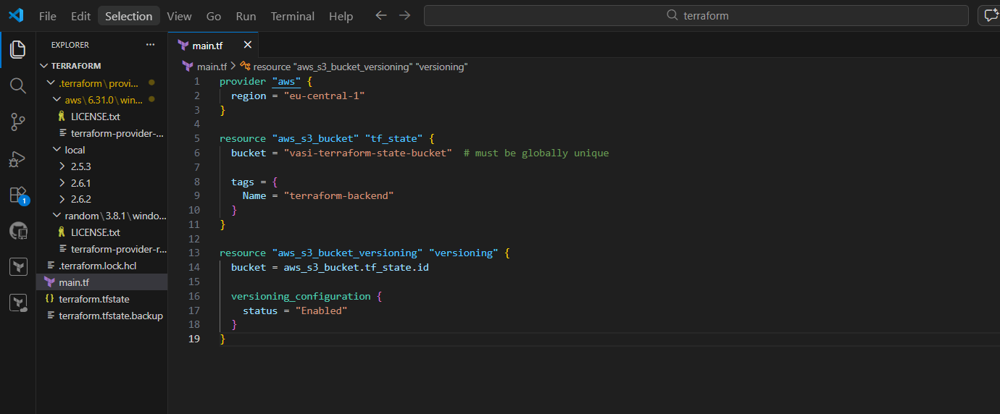 File Edit Selection View Go Run Terminal Help terraform
EXPLORER ...
main.tf
TERRAFORM
.terraform\provi...
aws\6.31.0\win...
LICENSE.txt
terraform-provider-...
local
2.5.3
2.6.1
2.6.2
random\3.8.1\windo...
LICENSE.txt
terraform-provider-r...
.terraform.lock.hcl
main.tf
terraform.tfstate
terraform.tfstate.backup
1
main.tf > resource "aws_s3_bucket_versioning" "versioning"
1 provider "aws" {
2   region = "eu-central-1"
3 }
4
5 resource "aws_s3_bucket" "tf_state" {
6   bucket = "vasi-terraform-state-bucket"  # must be globally unique
7
8   tags = {
9     Name = "terraform-backend"
10   }
11 }
12
13 resource "aws_s3_bucket_versioning" "versioning" {
14   bucket = aws_s3_bucket.tf_state.id
15
16   versioning_configuration {
17     status = "Enabled"
18   }
19 }